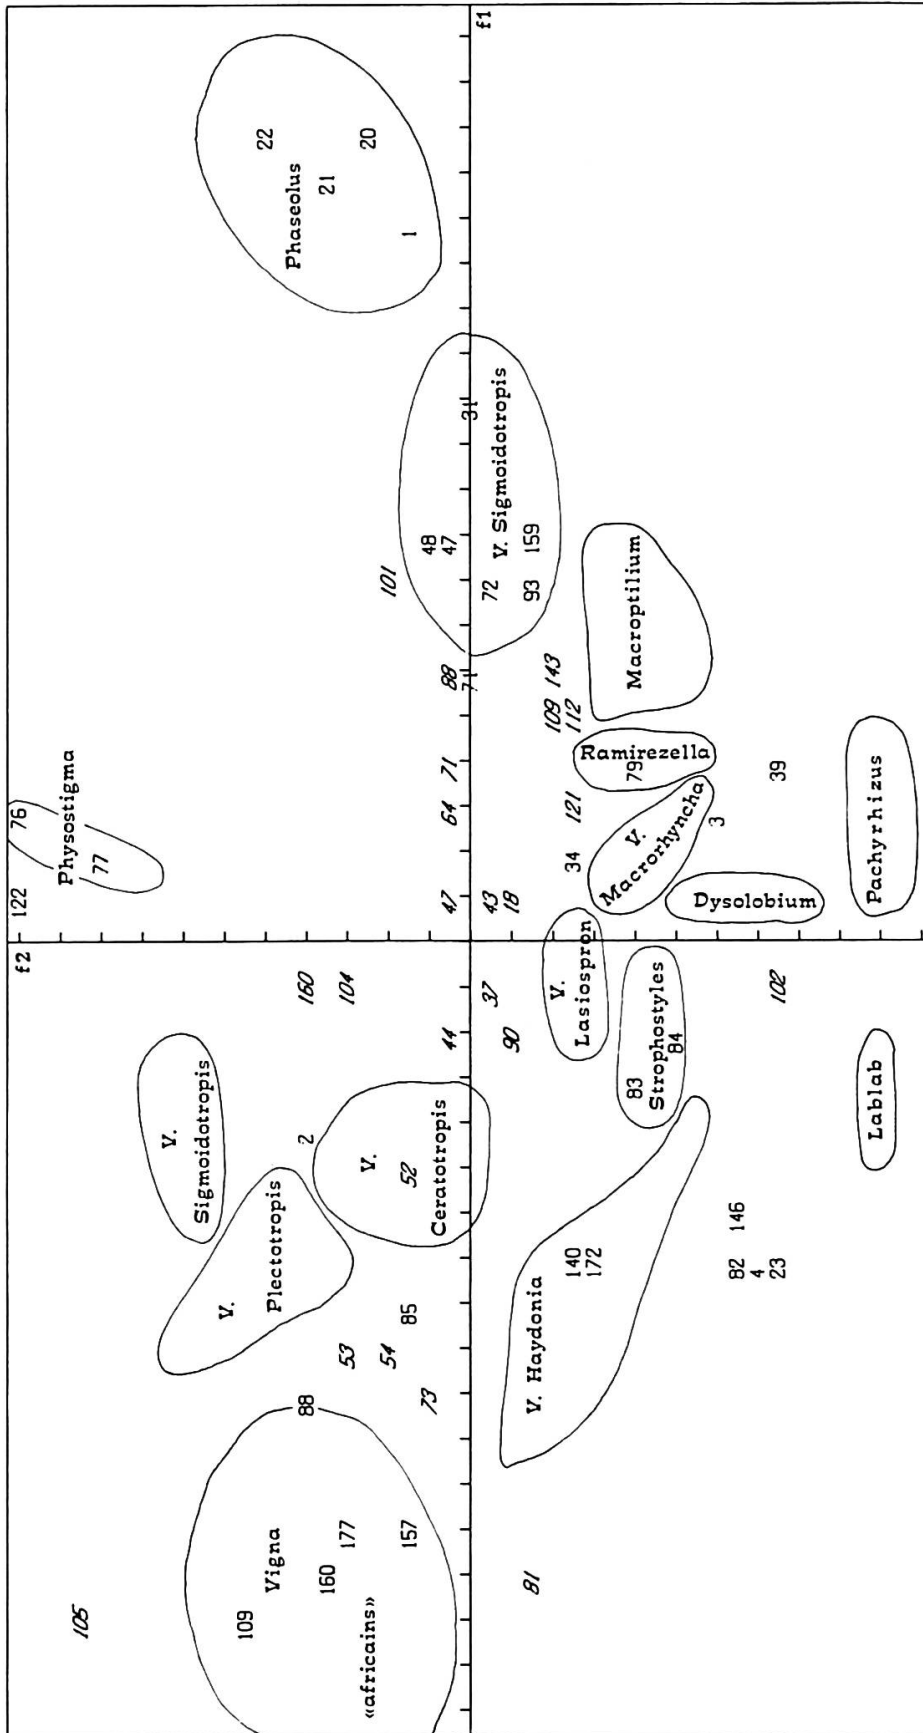 f2
122
76
Physostigma
105
77
V.
Sigmoidotropis
V.
109
22
Vigna
Plectotropis
Phaseolus
88
2
160
160
21
177
53
104
V.
20
«africains»
54
101
157
85
52
1
73
48
Ceratotropis
44
47
64
71
88
47
71
31
f1
37
43
72
V. Sigmoidotropis
90
18
81
V. Haydonia
93
159
V.
109
143
140
34
121
112
Lasiospron
172
Ramirezella
83
V.
79
Macroptilium
Strophostyles
Macrorhyncha
84
Dysolobium
3
82
146
4
23
102
39
Lablab
Pachyrhizus